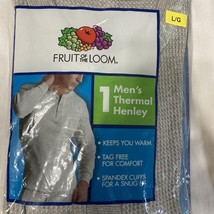 L/G
FRUIT OF THE LOOM.
1 Men's
Thermal
Henley
• KEEPS YOU WARM
• TAG FREE
FOR COMFORT
• SPANDEX CUFFS
FOR A SNUG